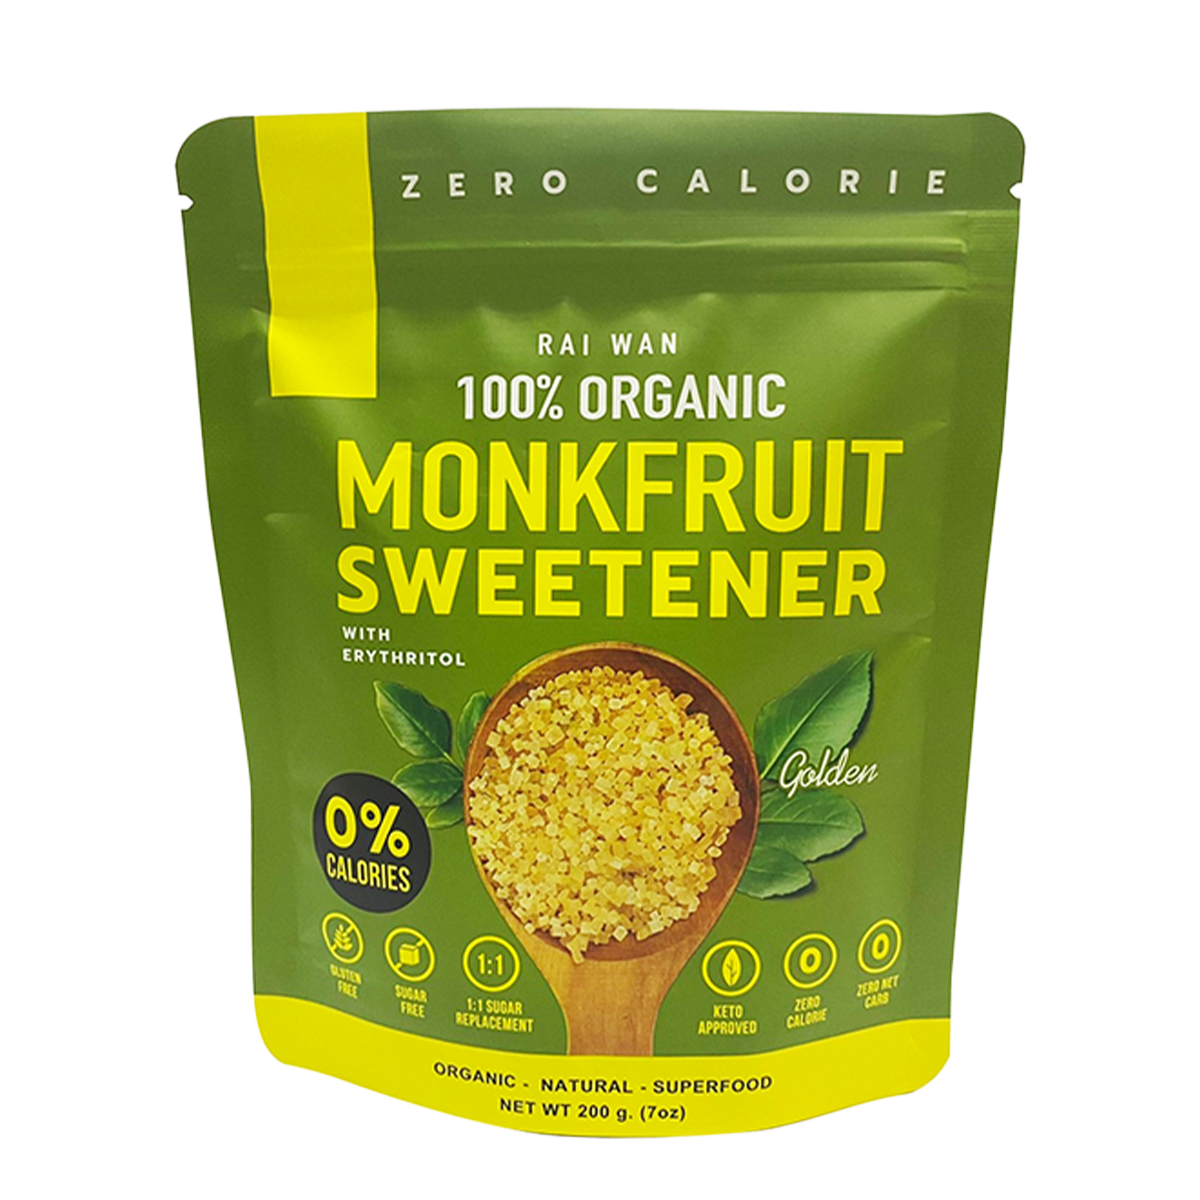 ZERO CALORIE
RAI WAN
100% ORGANIC
MONKFRUIT
SWEETENER
WITH
ERYTHRITOL
Golden
0%
CALORIES
GLUTEN
FREE
SUGAR
FREE
1:1
1:1 SUGAR
REPLACEMENT
KETO
APPROVED
0
ZERO
CALORIE
0
ZERO NET
CARB
ORGANIC - NATURAL - SUPERFOOD
NET WT 200 g. (7oz)